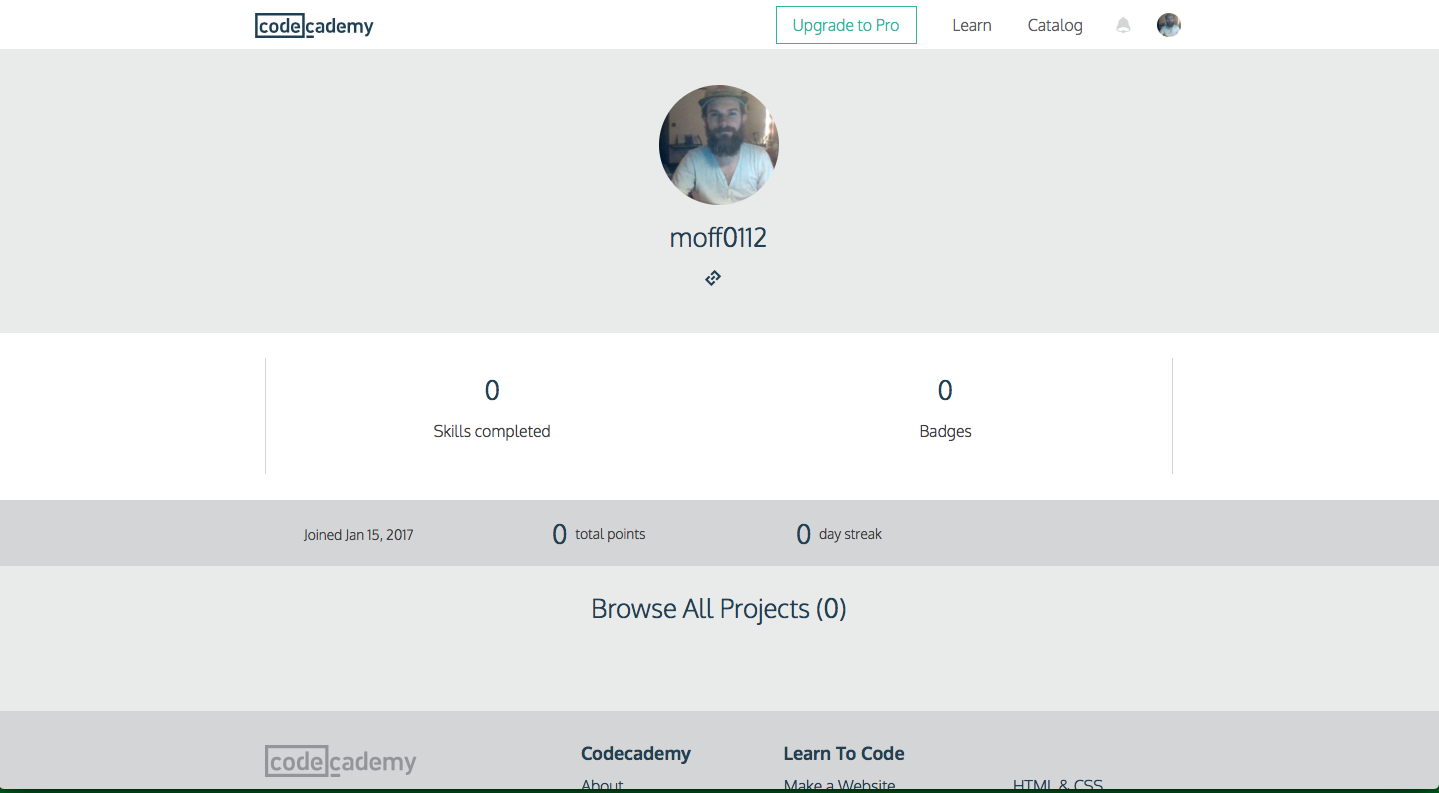 codecademy
Upgrade to Pro
Learn
Catalog
moff0112
0
Skills completed
0
Badges
Joined Jan 15, 2017
0 total points
0 day streak
Browse All Projects (0)
codecademy
Codecademy
Learn To Code
About
Make a Website
HTML & CSS